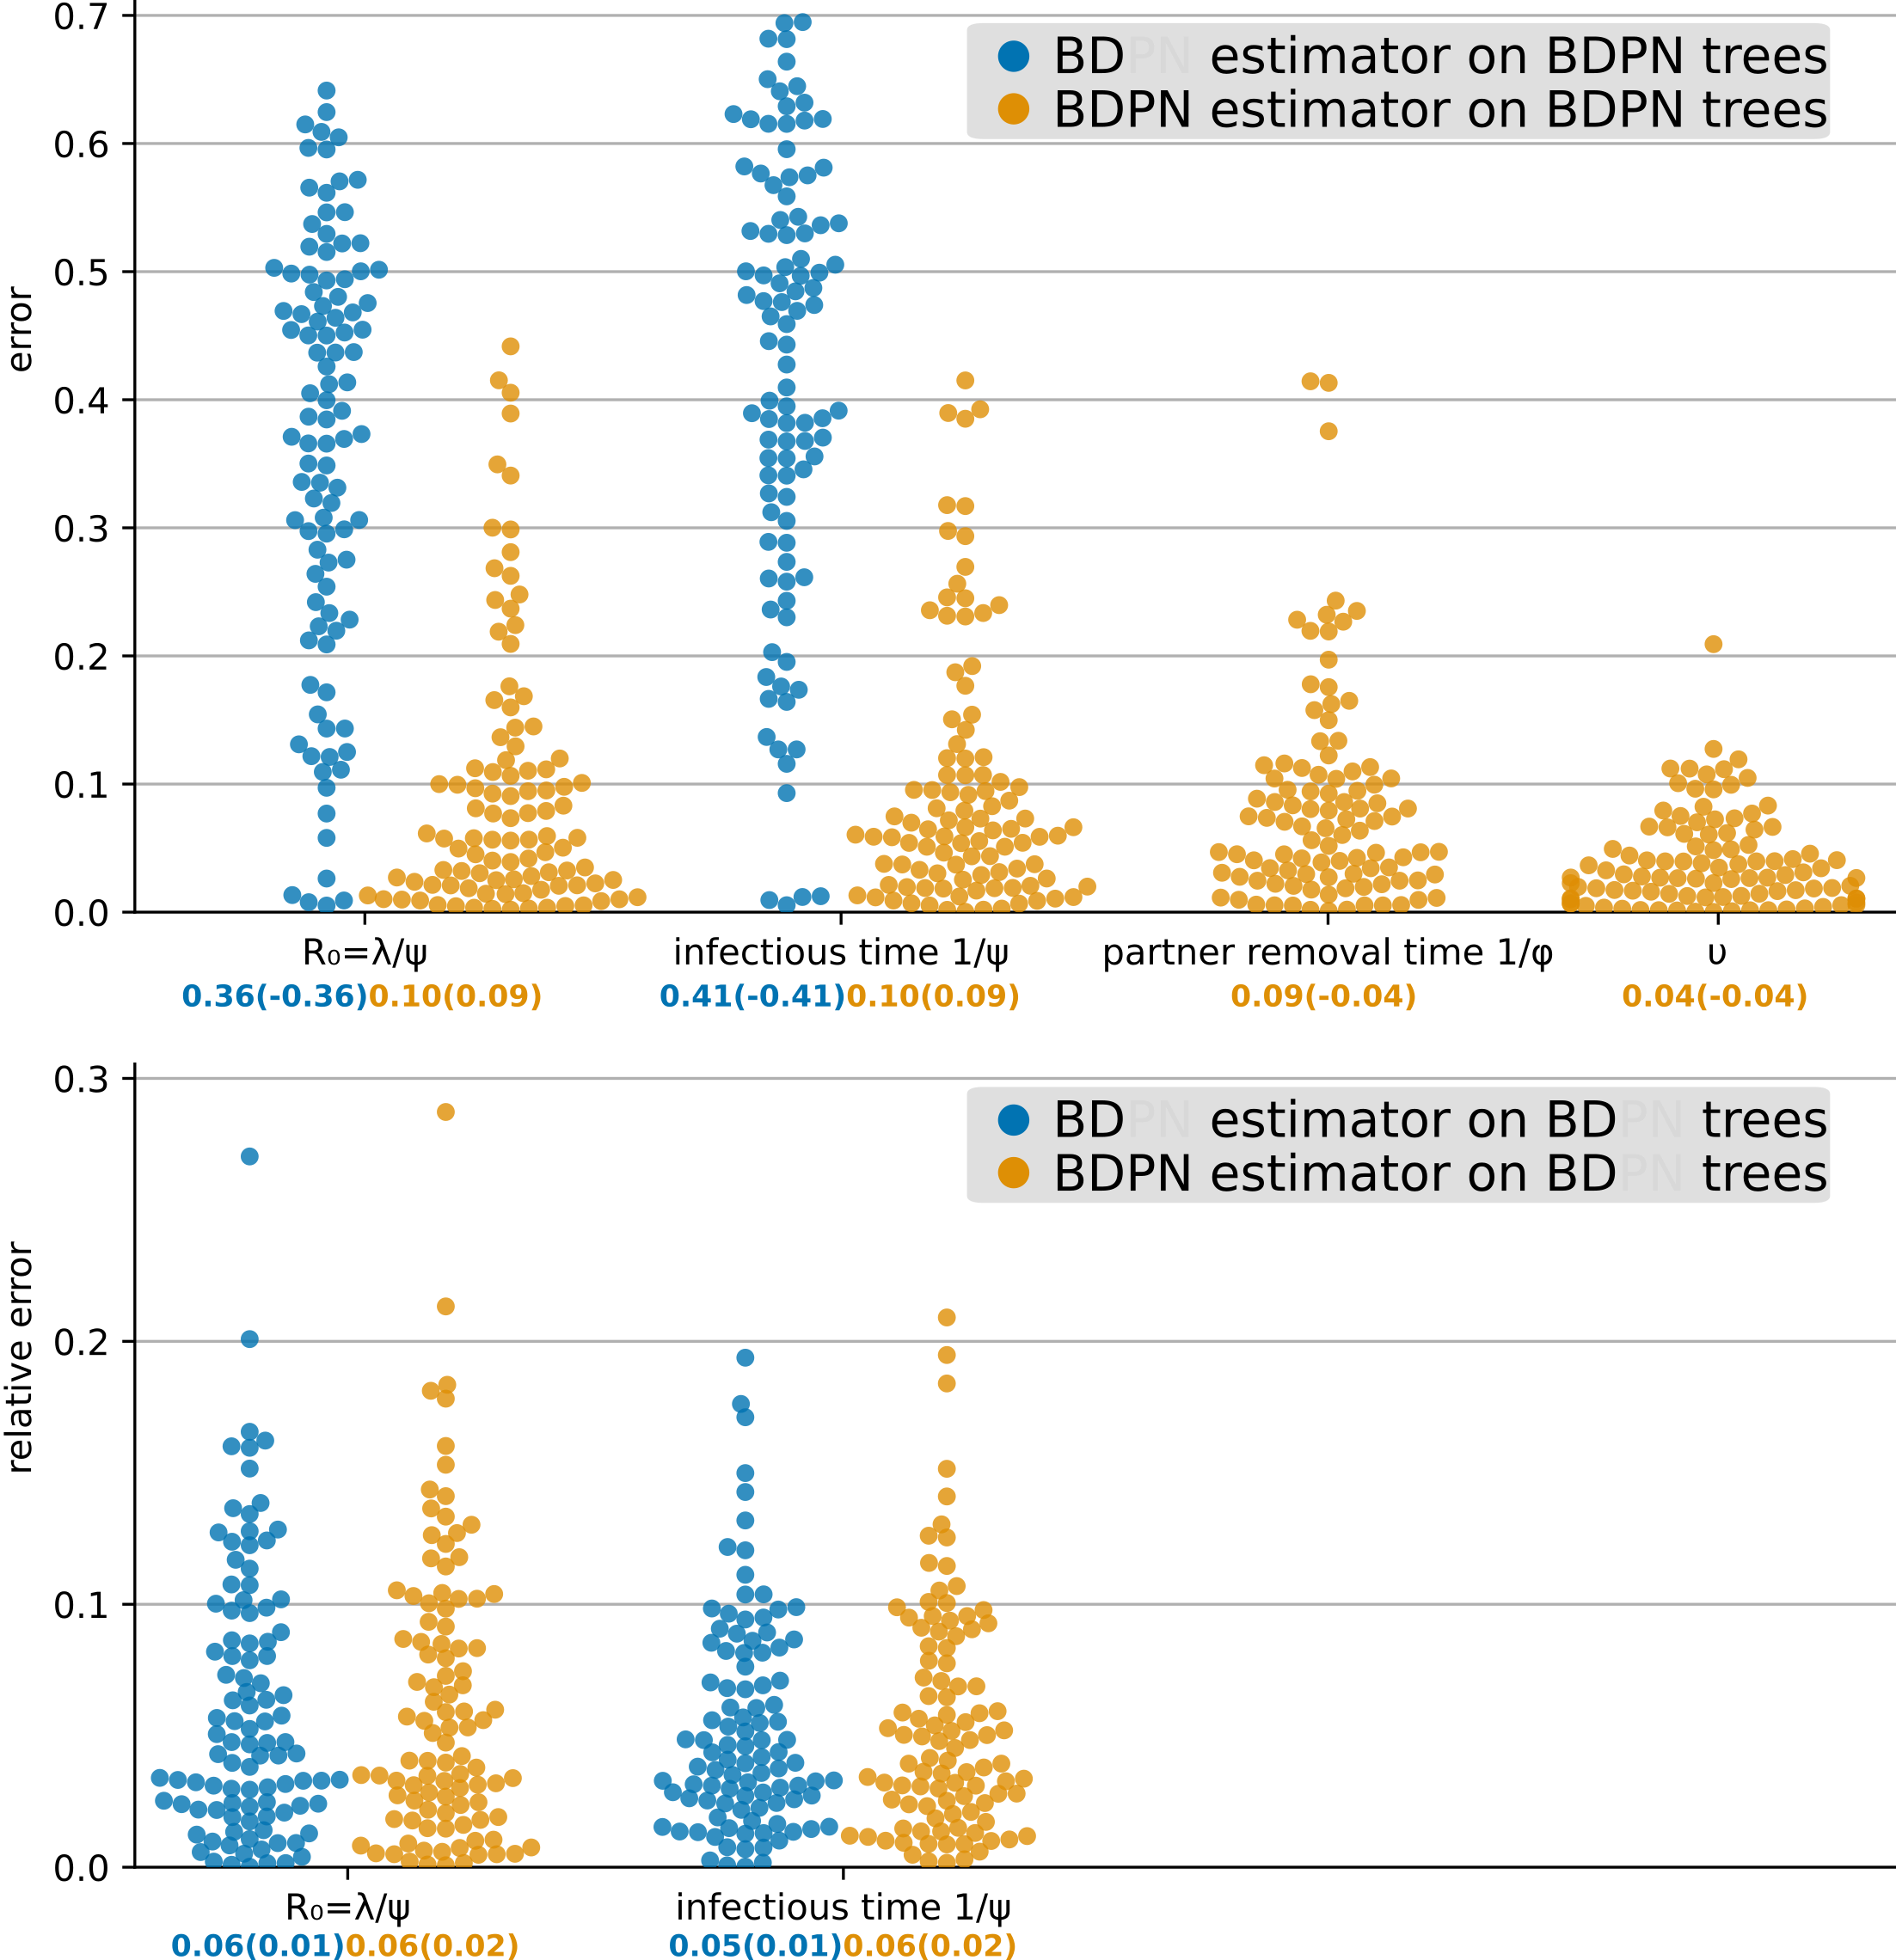 0.7
BDPN estimator on BDPN trees
BDPN estimator on BDPN trees
0.6
0.5
error
0.4
0.3
0.2
0.1
0.0
R₀=λ/ψ infectious time 1/ψ partner removal time 1/φ υ
0.36(-0.36)0.10(0.09) 0.41(-0.41)0.10(0.09) 0.09(-0.04) 0.04(-0.04)
0.3
BDPN estimator on BDPN trees
BDPN estimator on BDPN trees
relative error
0.2
0.1
0.0
R₀=λ/ψ infectious time 1/ψ
0.06(0.01)0.06(0.02) 0.05(0.01)0.06(0.02)